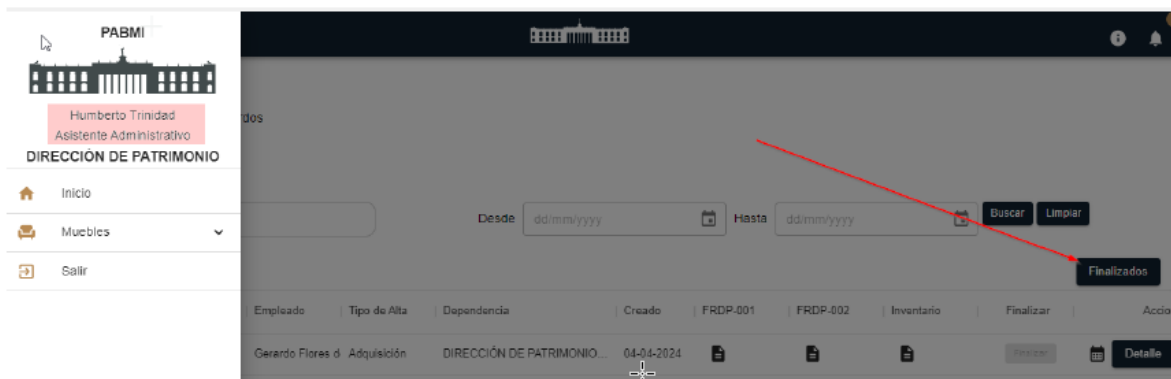 PABMI
Humberto Trinidad
Asistente Administrativo
DIRECCIÓN DE PATRIMONIO
Inicio
Muebles
Salir
rdos
Desde dd/mm/yyyy Hasta dd/mm/yyyy Buscar Limpiar
Finalizados
Empleado Tipo de Alta Dependencia Creado FRDP-001 FRDP-002 Inventario Finalizar Accio
Gerardo Flores d Adquisición DIRECCIÓN DE PATRIMONIO... 04-04-2024 Finalizar Detalle